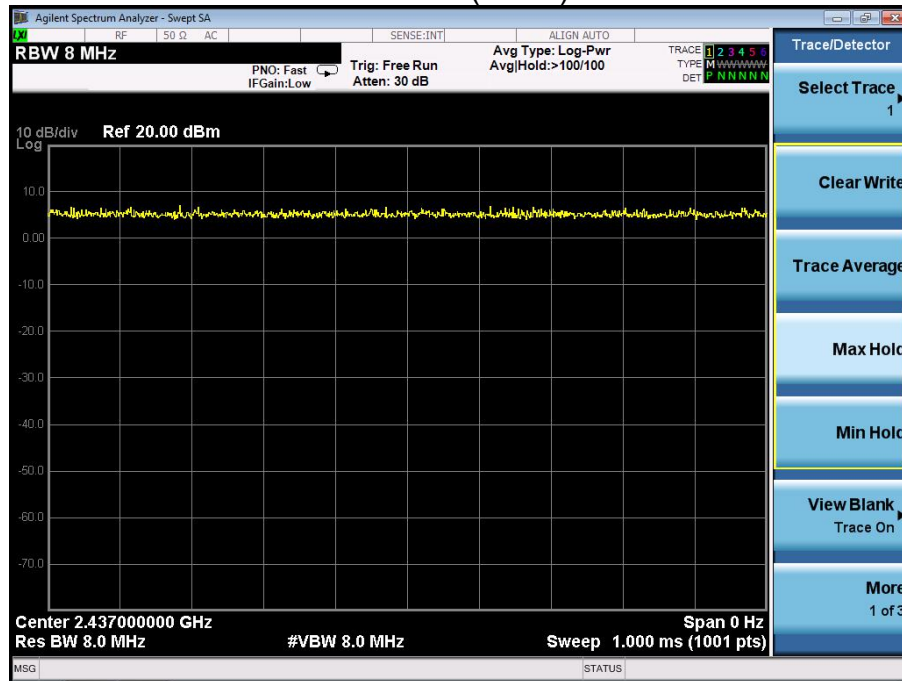 Agilent Spectrum Analyzer - Swept SA
LXI RF 50 Ω AC SENSE:INT ALIGN AUTO
RBW 8 MHz
PNO: Fast
IFGain:Low
Trig: Free Run
Atten: 30 dB
Avg Type: Log-Pwr
Avg|Hold:>100/100
TRACE 1 2 3 4 5 6
TYPE M WWWWW
DET P N N N N N
10 dB/div Ref 20.00 dBm
Log
10.0
0.00
-10.0
-20.0
-30.0
-40.0
-50.0
-60.0
-70.0
Center 2.437000000 GHz Span 0 Hz
Res BW 8.0 MHz #VBW 8.0 MHz Sweep 1.000 ms (1001 pts)
MSG STATUS
Trace/Detector
Select Trace
1
Clear Write
Trace Average
Max Hold
Min Hold
View Blank
Trace On
More
1 of 3